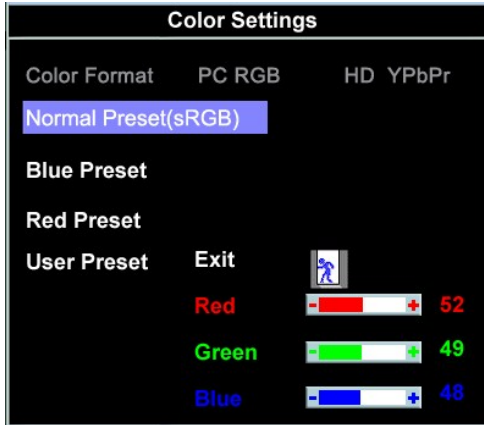 Color Settings
Color Format PC RGB HD YPbPr
Normal Preset(sRGB)
Blue Preset
Red Preset
User Preset Exit
Red - + 52
Green - + 49
Blue - + 48